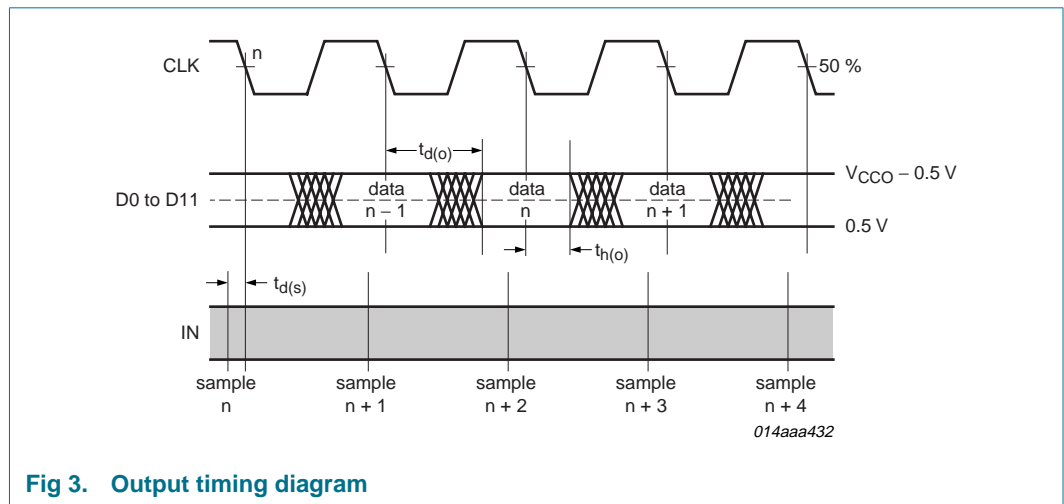 CLK
n
50 %
t_d(o)
V_CCO – 0.5 V
D0 to D11
data
n – 1
data
n
data
n + 1
0.5 V
t_h(o)
t_d(s)
IN
sample
n
sample
n + 1
sample
n + 2
sample
n + 3
sample
n + 4
014aaa432
Fig 3. Output timing diagram